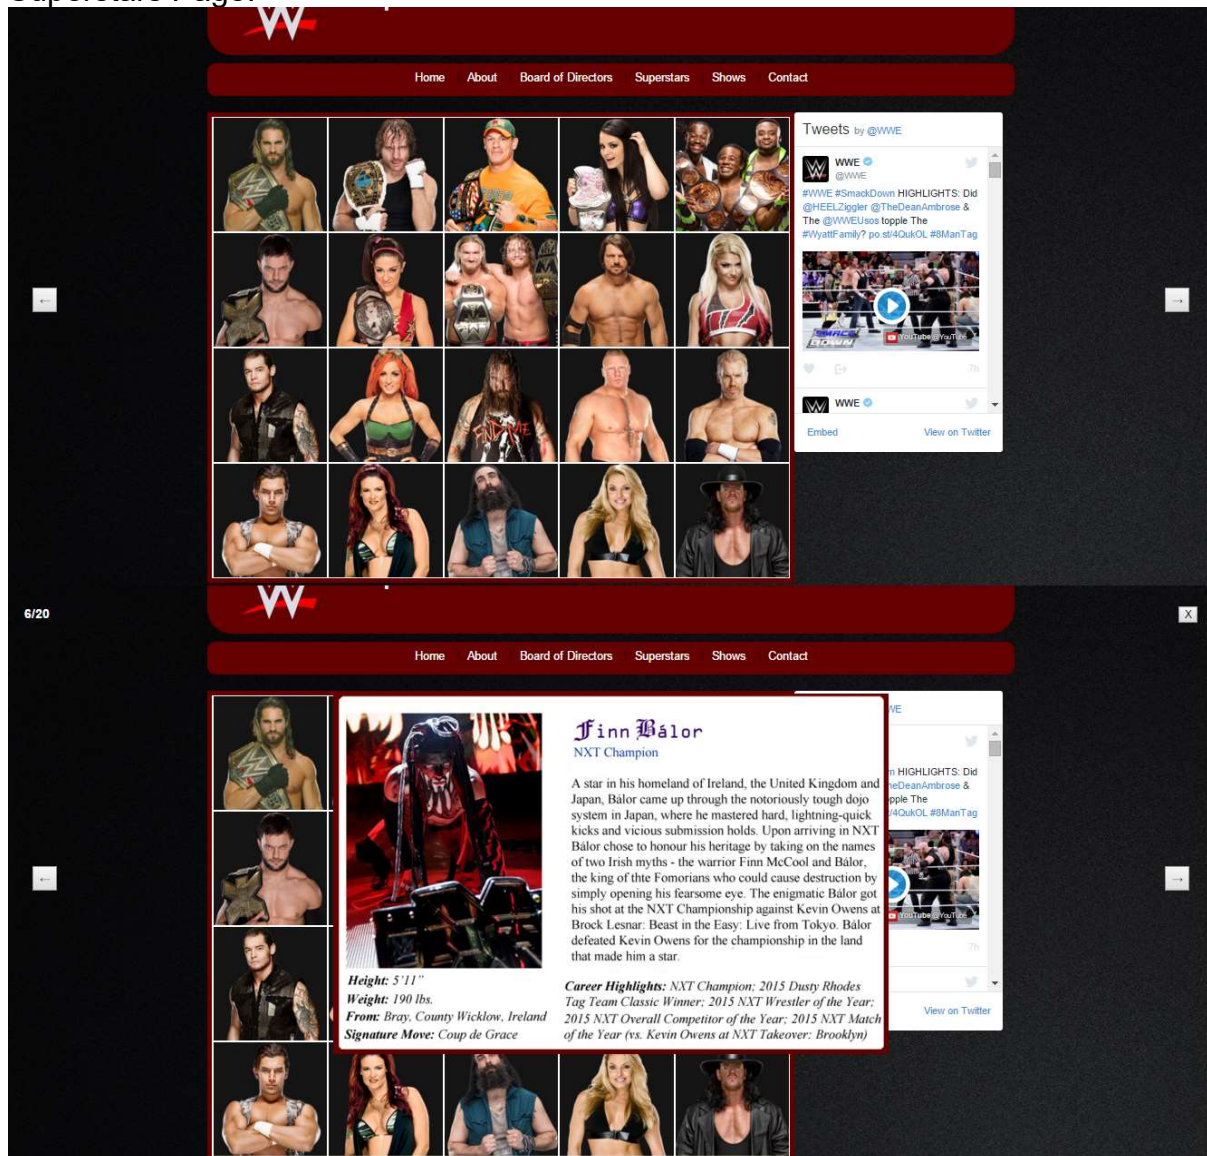 Superstars Page:
Home About Board of Directors Superstars Shows Contact
Tweets by @WWE
WWE
@WWE
#WWE #SmackDown HIGHLIGHTS: Did
@HEELZiggler @TheDeanAmbrose &
The @WWEUsos topple The
#WyattFamily? po.st/4QukOL #8ManTag
SMACK
DOWN
YouTube @YouTube
7h
WWE
Embed View on Twitter
←
→
6/20
X
Home About Board of Directors Superstars Shows Contact
WE
n HIGHLIGHTS: Did
heDeanAmbrose &
pple The
/4QukOL #8ManTag
YouTube @YouTube
7h
View on Twitter
←
→
Finn Bálor
NXT Champion
A star in his homeland of Ireland, the United Kingdom and
Japan, Bálor came up through the notoriously tough dojo
system in Japan, where he mastered hard, lightning-quick
kicks and vicious submission holds. Upon arriving in NXT
Bálor chose to honour his heritage by taking on the names
of two Irish myths - the warrior Finn McCool and Bálor,
the king of thte Fomorians who could cause destruction by
simply opening his fearsome eye. The enigmatic Bálor got
his shot at the NXT Championship against Kevin Owens at
Brock Lesnar: Beast in the Easy: Live from Tokyo. Bálor
defeated Kevin Owens for the championship in the land
that made him a star.
Height: 5'11"
Weight: 190 lbs.
From: Bray, County Wicklow, Ireland
Signature Move: Coup de Grace
Career Highlights: NXT Champion; 2015 Dusty Rhodes
Tag Team Classic Winner; 2015 NXT Wrestler of the Year;
2015 NXT Overall Competitor of the Year; 2015 NXT Match
of the Year (vs. Kevin Owens at NXT Takeover: Brooklyn)